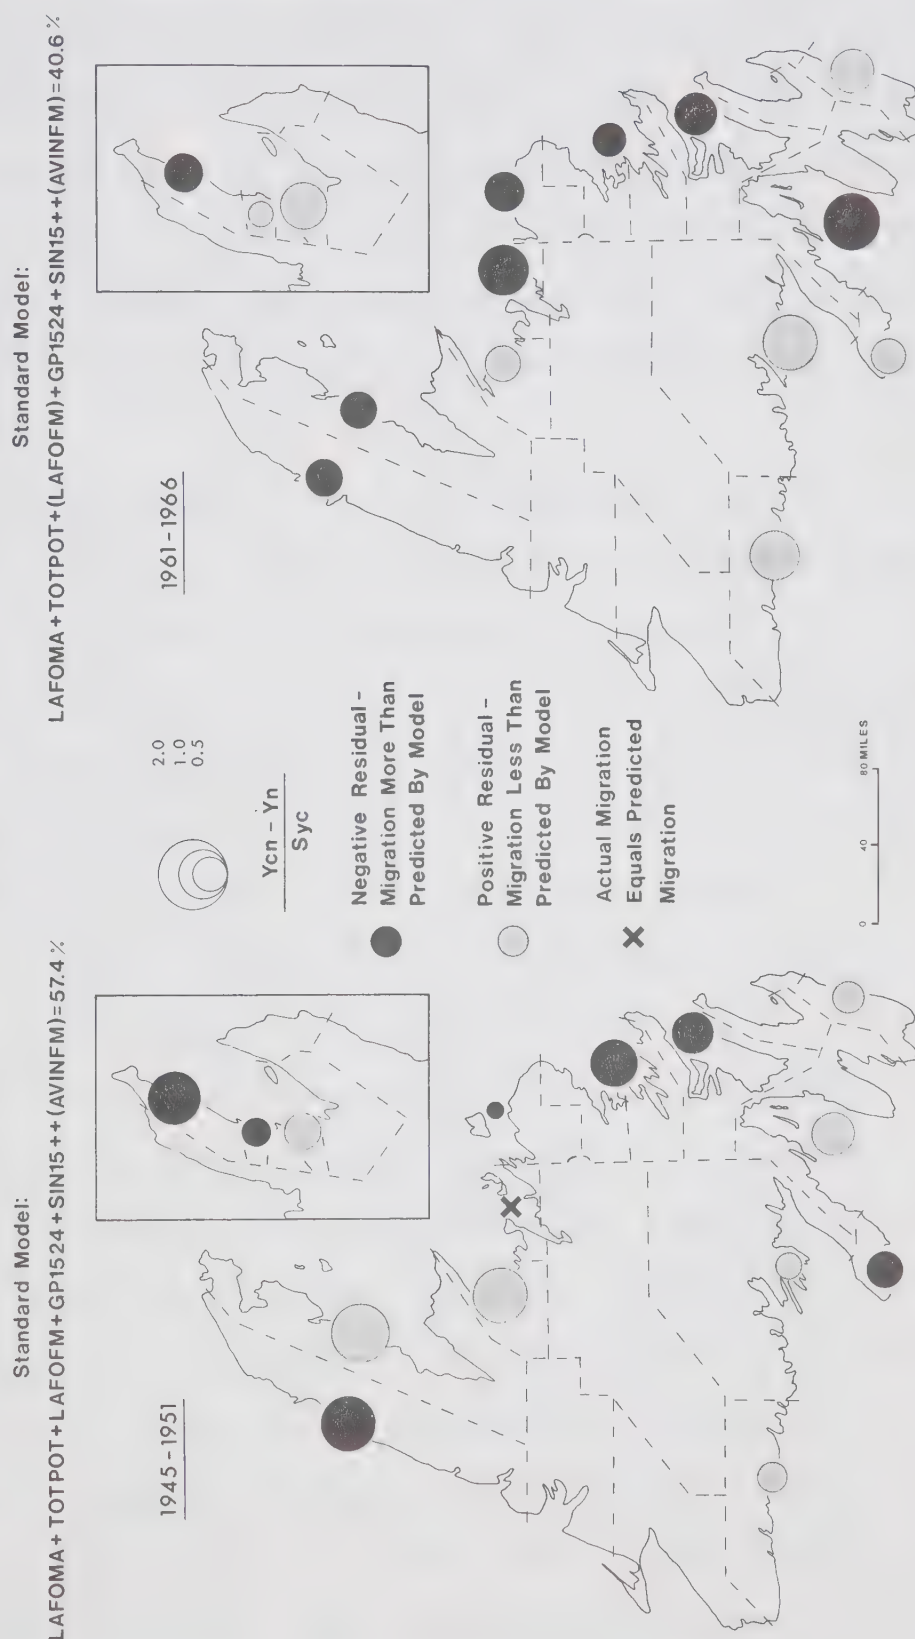 Standard Model:
LAFOMA+TOTPOT+LAFOFM+GP1524+SIN15++(AVINFM)=57.4%
1945-1951
2.0
1.0
0.5
Ycn - Yn
Syc
Negative Residual-
Migration More Than
Predicted By Model
Positive Residual-
Migration Less Than
Predicted By Model
Actual Migration
Equals Predicted
Migration
0 40 80 MILES
Standard Model:
LAFOMA+TOTPOT+(LAFOFM)+GP1524+SIN15++(AVINFM)=40.6%
1961-1966